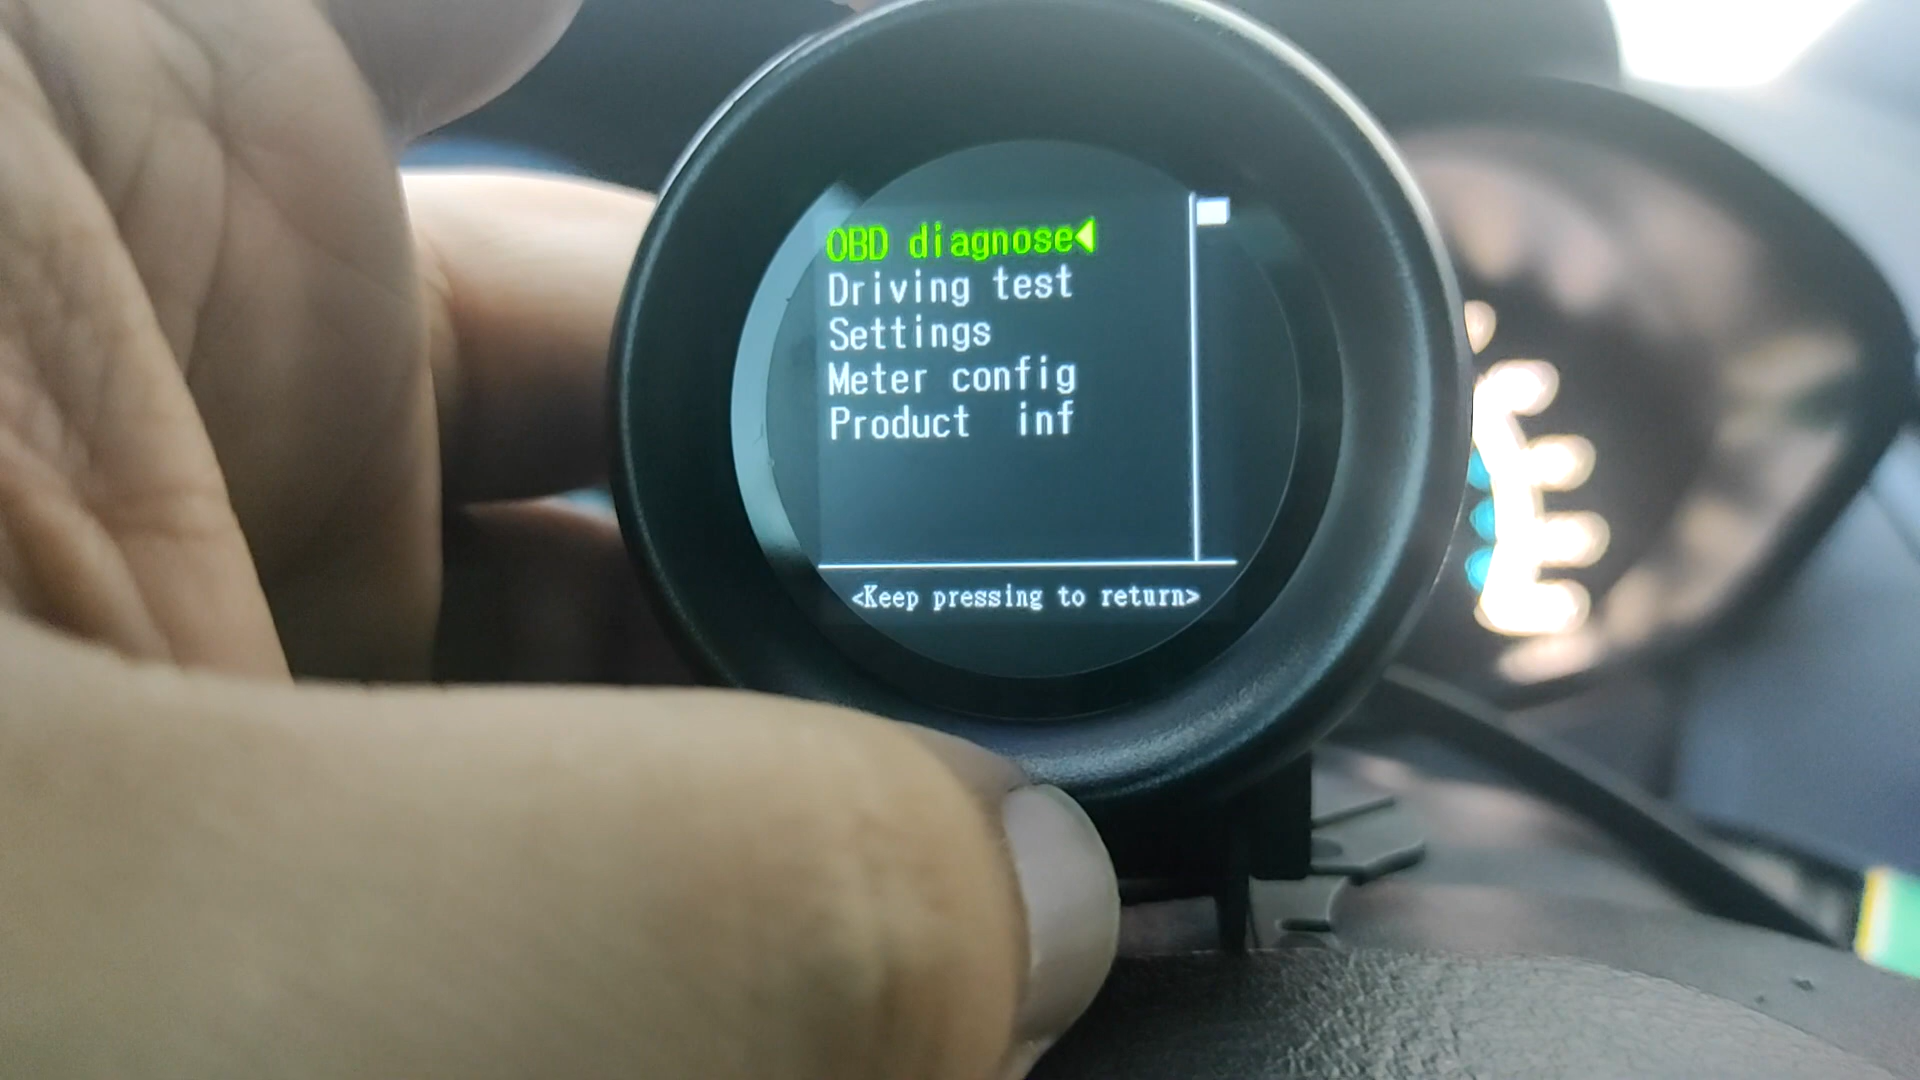 OBD diagnose
Driving test
Settings
Meter config
Product inf
<Keep pressing to return>